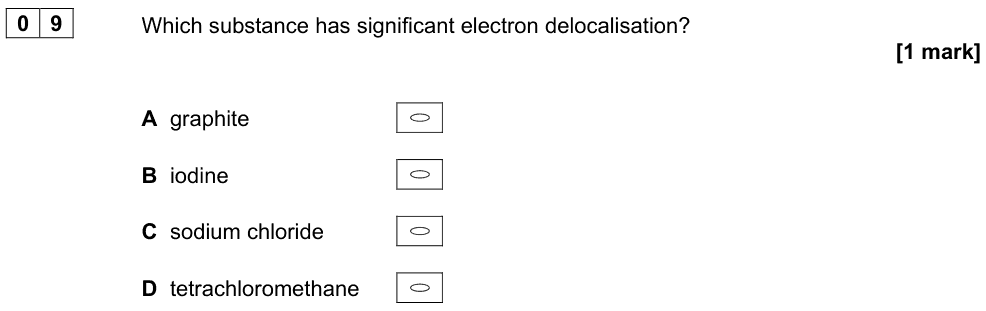 0 9 Which substance has significant electron delocalisation?
[1 mark]
A graphite
B iodine
C sodium chloride
D tetrachloromethane